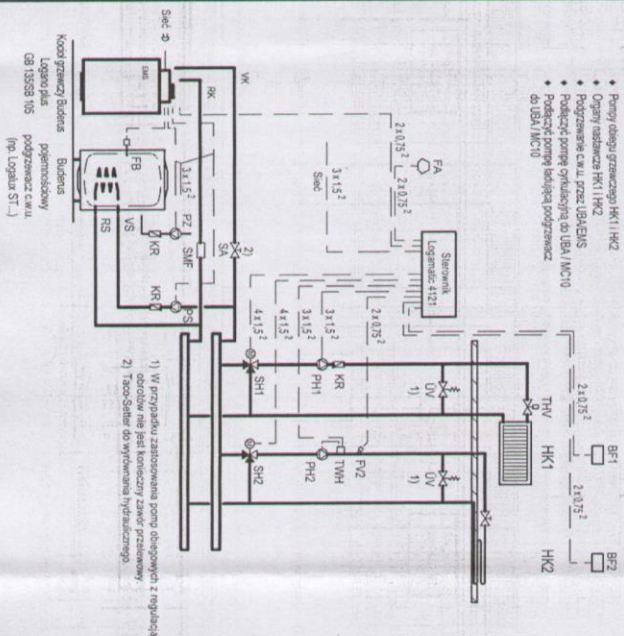 • Pompy obiegu grzewczego HK1 i HK2
• Organy nastawcze HK1 i HK2
• Podgrzewanie c.w.u. przez UBA/EMS
• Podłączyć pompę cyrkulacyjną do UBA / MC10
• Podłączyć pompę ładującą podgrzewacz
do UBA / MC10
BF1
BF2
2 x 0,75²
2 x 0,75²
FA
2 x 0,75²
2 x 0,75²
3 x 1,5²
Sieć
Sterownik
Logamatic 4121
THV
HK1
HK2
ÜV
1)
ÜV
1)
2 x 0,75²
3 x 1,5²
3 x 1,5²
4 x 1,5²
4 x 1,5²
KR
PH1
SH1
FV2
TWH
PH2
SH2
Sieć
VK
RK
EMS
2)
SA
3 x 1,5²
PZ
SMF
KR
KR
PS
FB
VS
RS
Kocioł grzewczy Buderus
Logano plus
GB 135/SB 105
Buderus
pojemnościowy
podgrzewacz c.w.u.
(np. Logalux ST...)
1) W przypadku zastosowania pomp obiegowych z regulacją
obrotów nie jest konieczny zawór przelewowy.
2) Taco-Setter do wyrównania hydraulicznego.